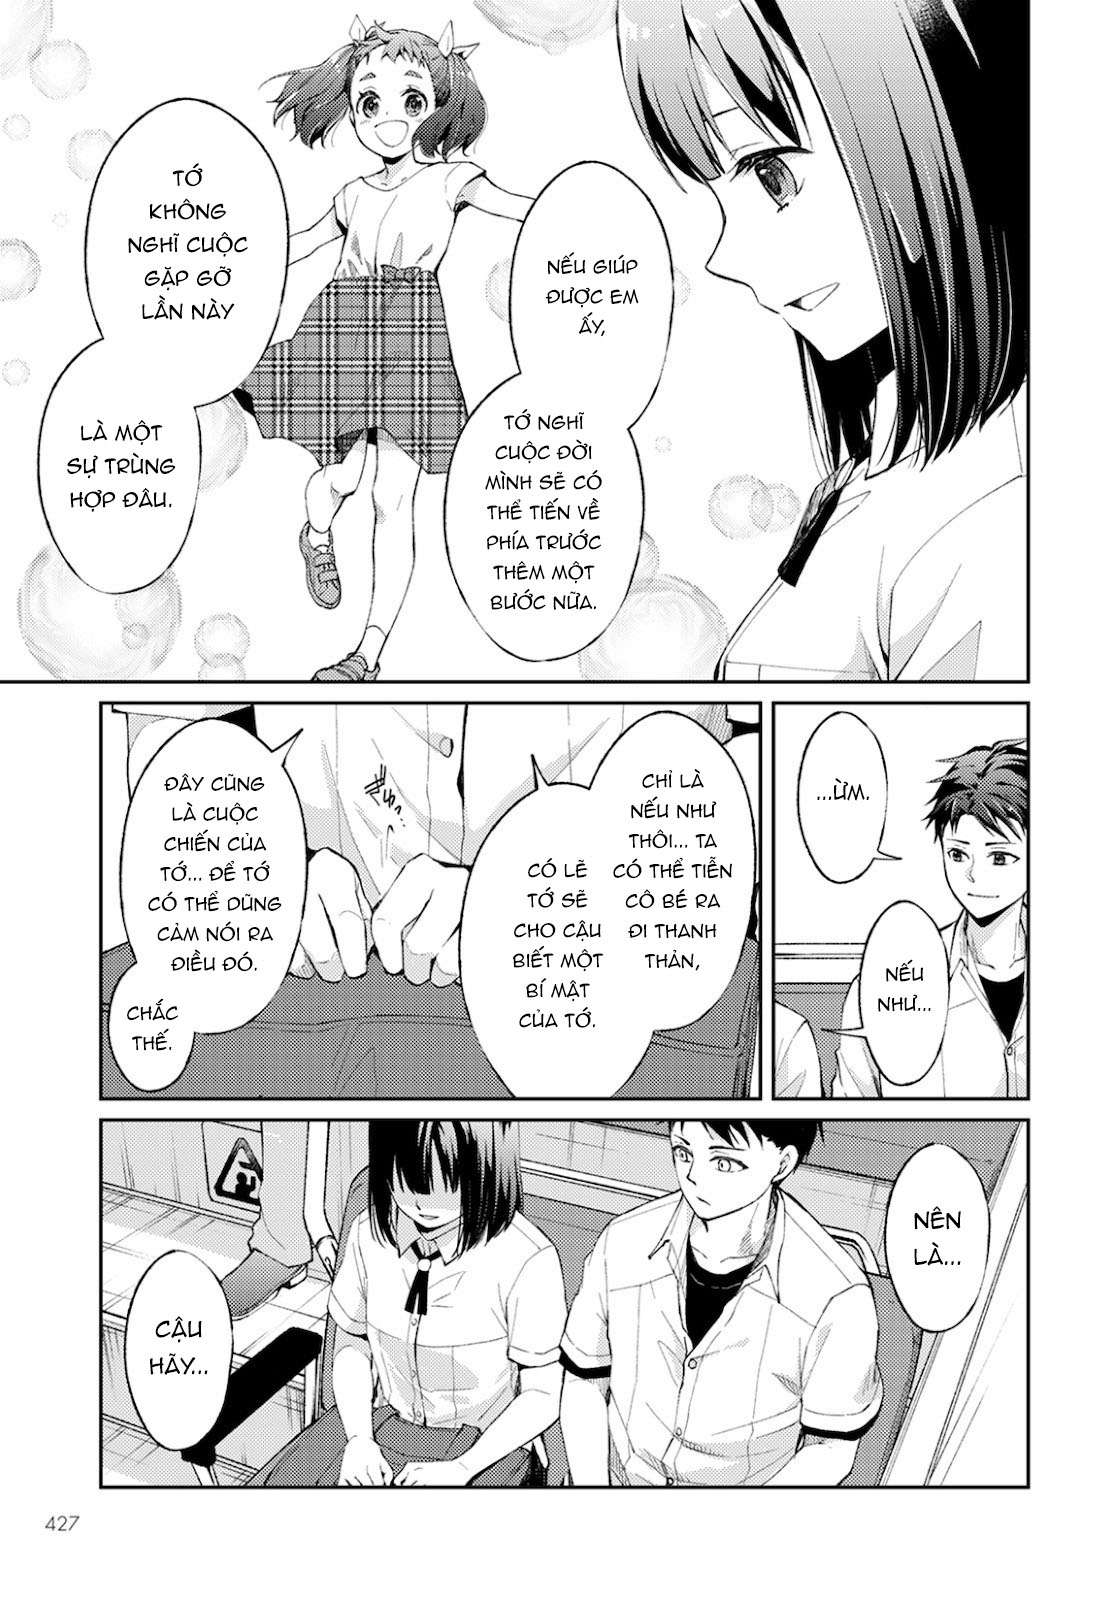 NẾU GIÚP
ĐƯỢC EM
ẤY,
TỚ NGHĨ
CUỘC ĐỜI
MÌNH SẼ CÓ
THỂ TIẾN VỀ
PHÍA TRƯỚC
THÊM MỘT
BƯỚC NỮA.
TỚ
KHÔNG
NGHĨ CUỘC
GẶP GỠ
LẦN NÀY
LÀ MỘT
SỰ TRÙNG
HỢP ĐÂU.
...ỪM.
NẾU
NHƯ...
CHỈ LÀ
NẾU NHƯ
THÔI... TA
CÓ THỂ TIỄN
CÔ BÉ RA
ĐI THANH
THẢN,
CÓ LẼ
TỚ SẼ
CHO CẬU
BIẾT MỘT
BÍ MẬT
CỦA TỚ.
ĐÂY CŨNG
LÀ CUỘC
CHIẾN CỦA
TỚ... ĐỂ TỚ
CÓ THỂ DŨNG
CẢM NÓI RA
ĐIỀU ĐÓ.
CHẮC
THẾ.
NÊN
LÀ...
CẬU
HÃY...
427